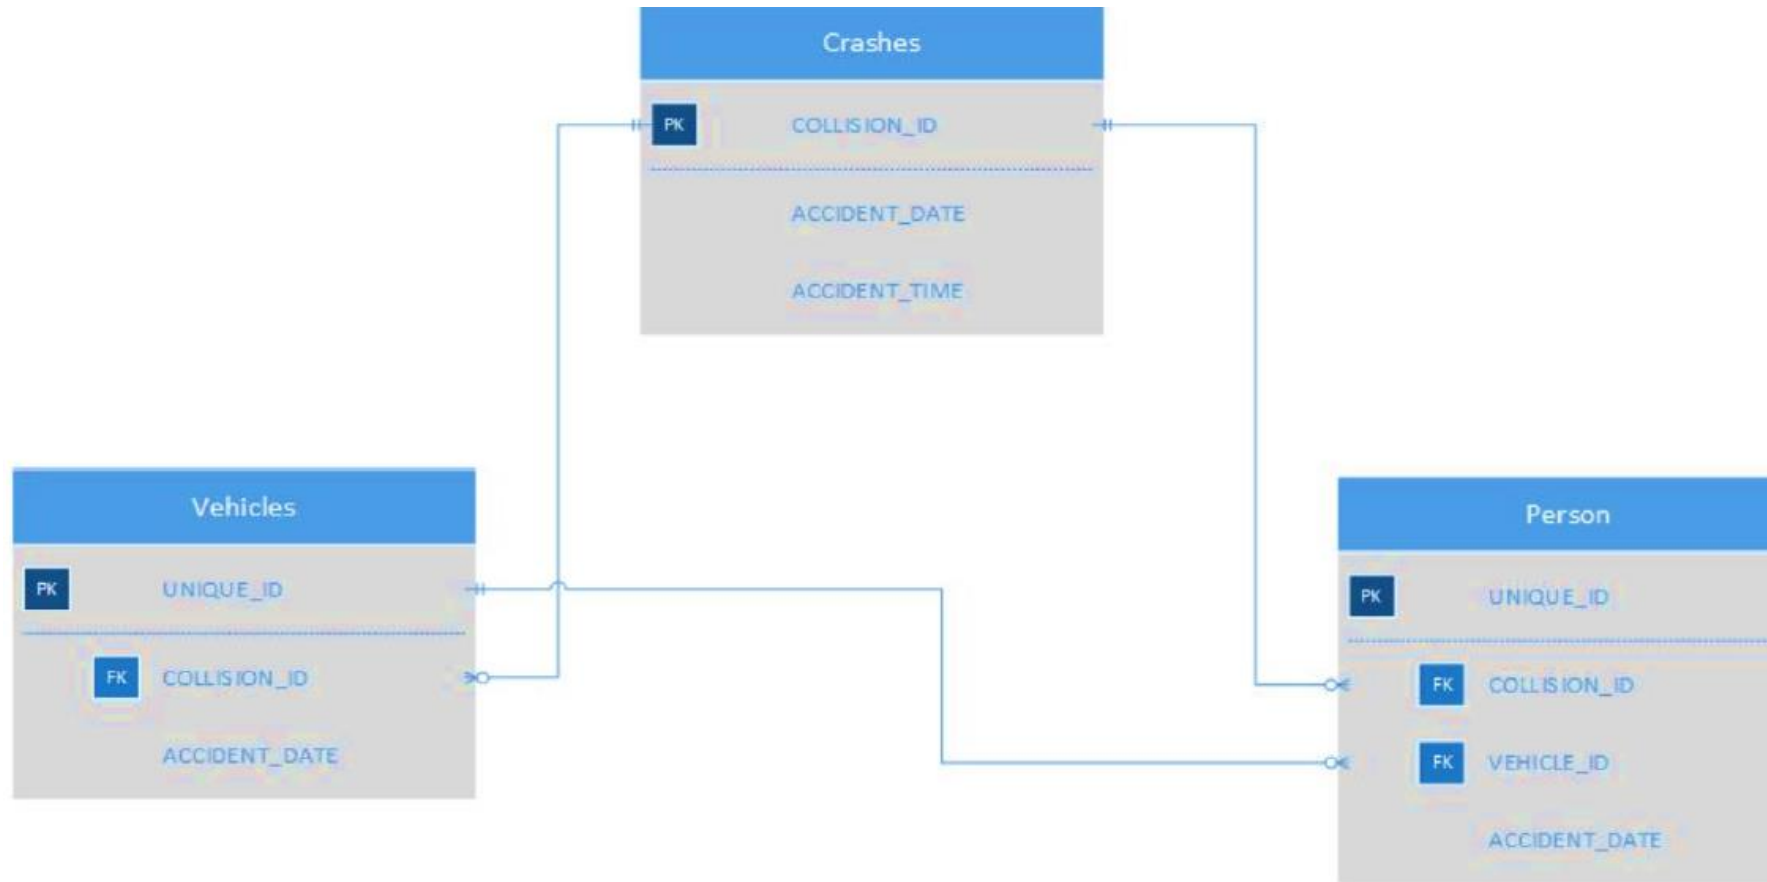 Crashes
PK COLLISION_ID
ACCIDENT_DATE
ACCIDENT_TIME
Vehicles
PK UNIQUE_ID
FK COLLISION_ID
ACCIDENT_DATE
Person
PK UNIQUE_ID
FK COLLISION_ID
FK VEHICLE_ID
ACCIDENT_DATE